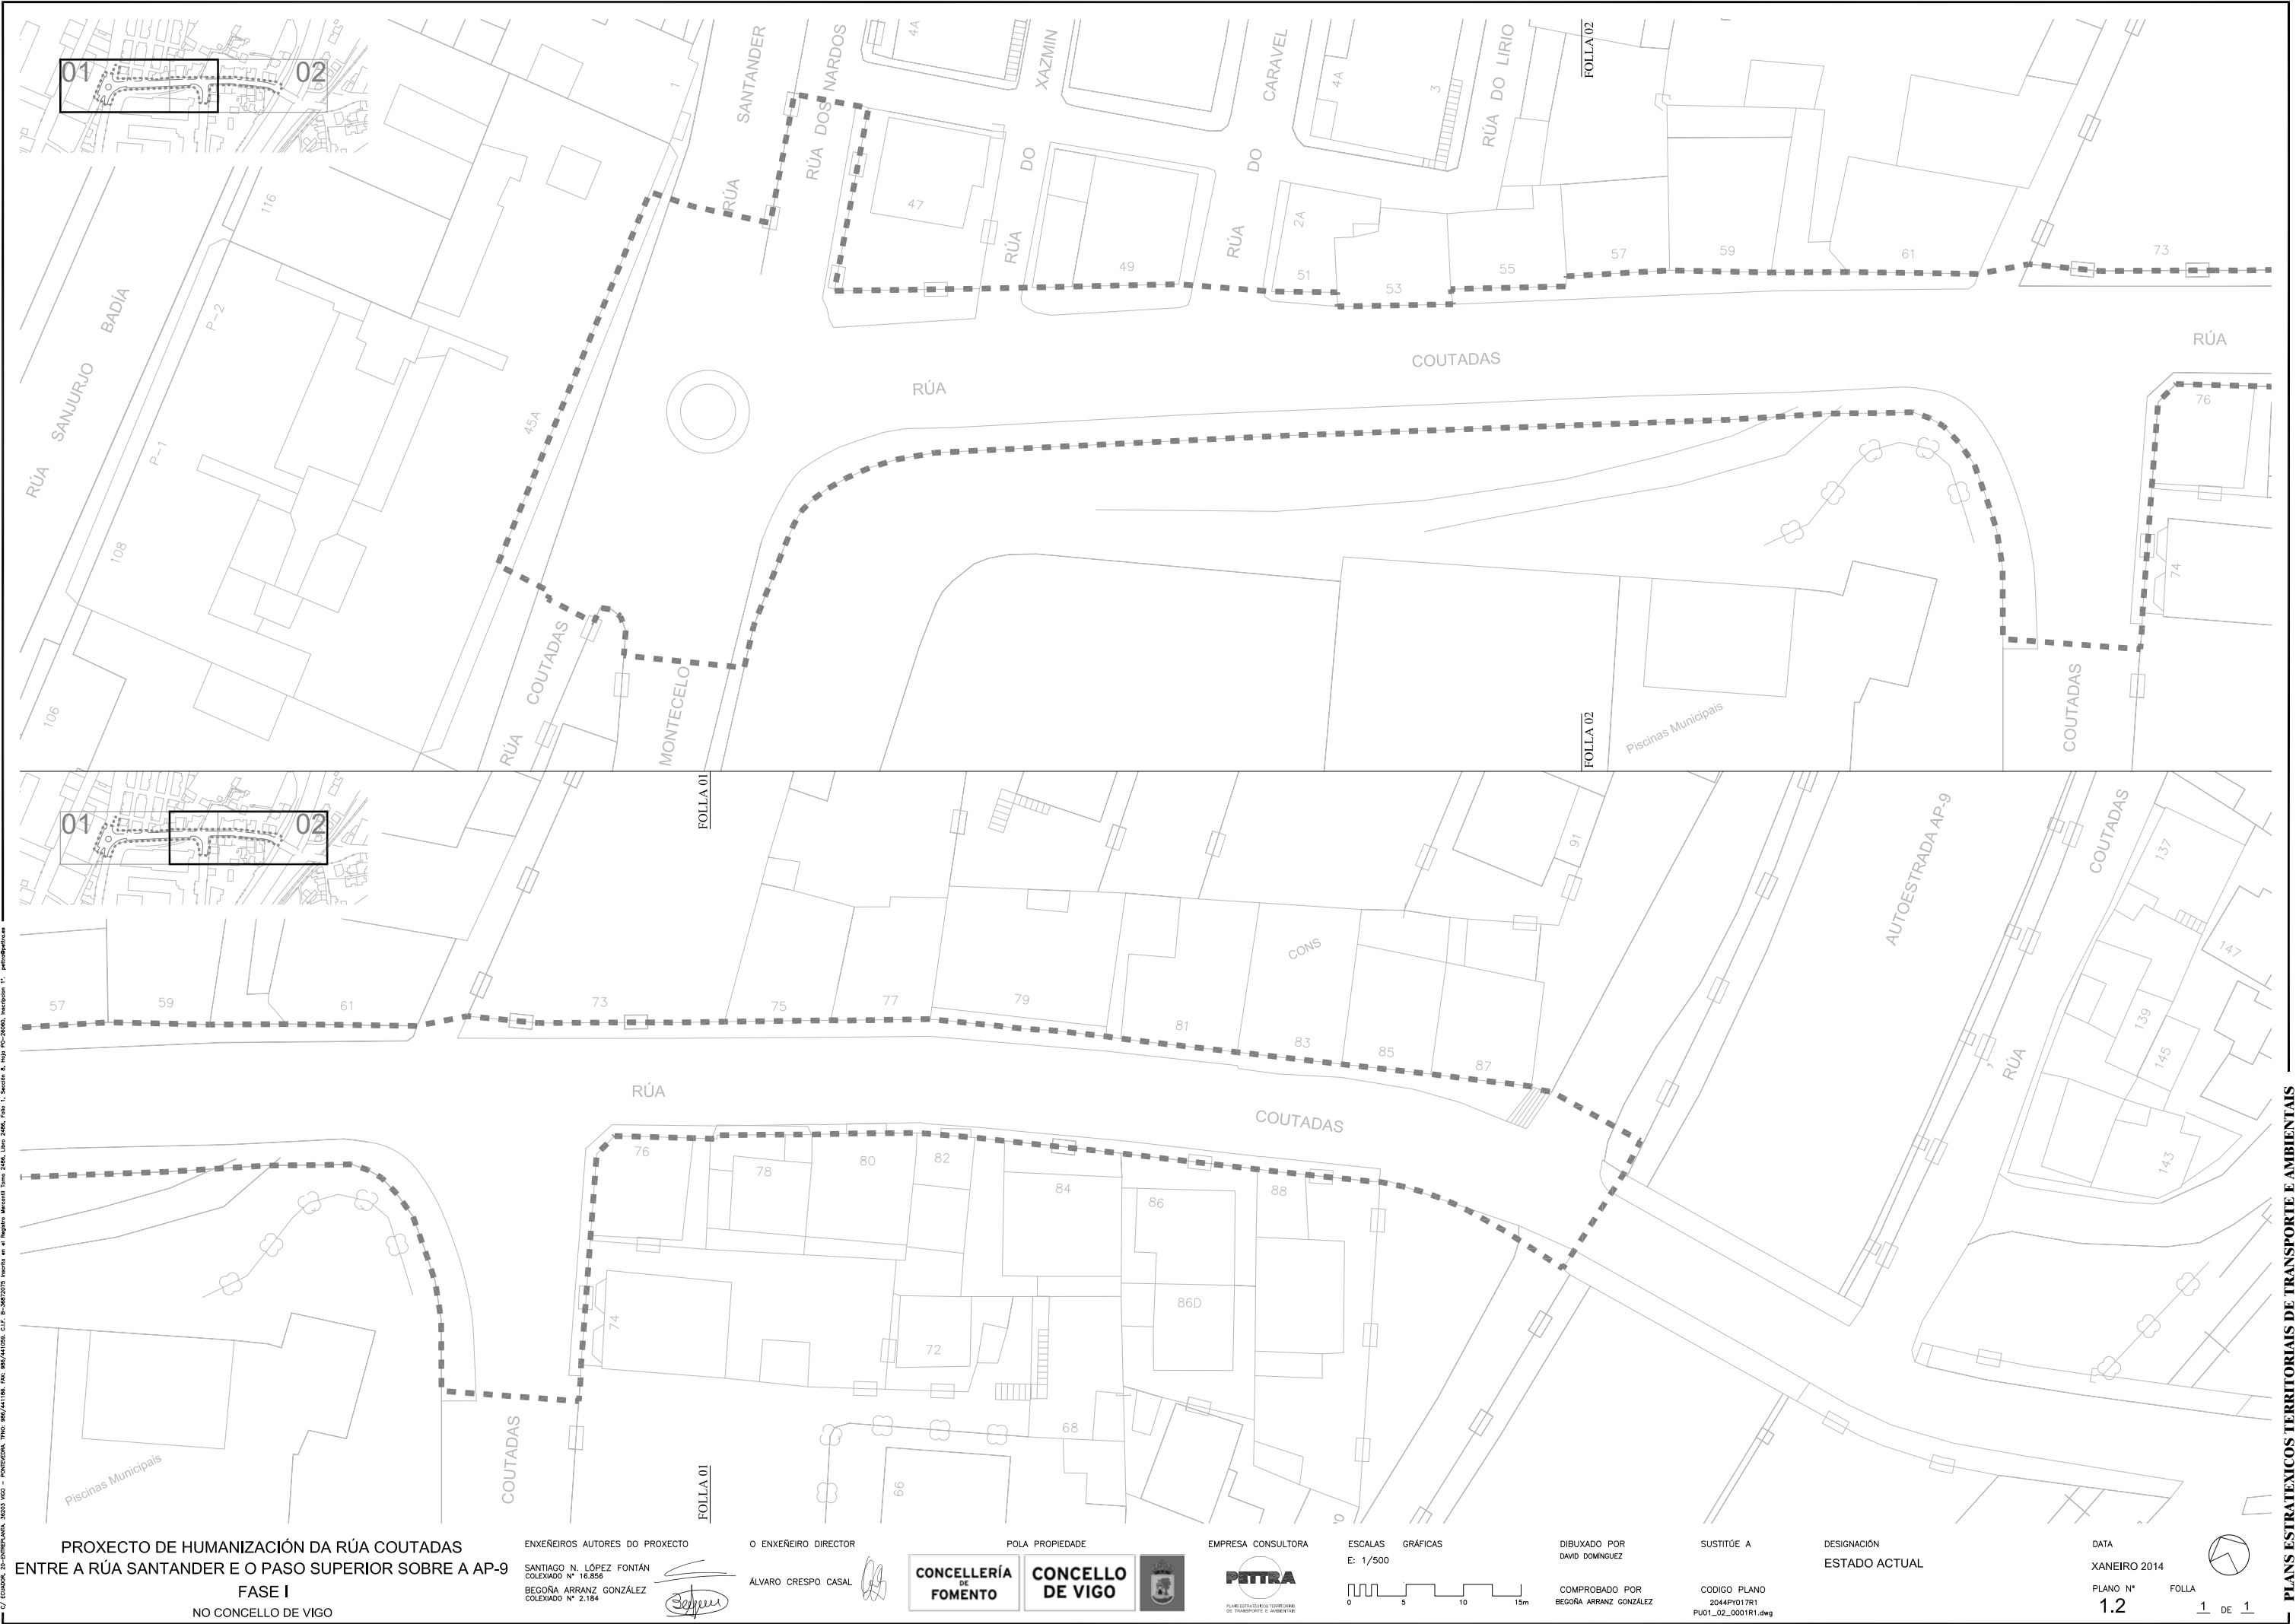 01
02
RÚA SANJURJO BADÍA
116
P-2
P-1
108
106
45A
1
RÚA SANTANDER
RÚA DOS NARDOS
4A
RÚA DO XAZMIN
RÚA DO CARAVEL
4A
3
RÚA DO LIRIO
FOLLA 02
47
49
2A
51
53
55
57
59
61
73
RÚA
COUTADAS
RÚA
76
74
COUTADAS
RÚA COUTADAS
MONTECELO
FOLLA 02
Piscinas Municipais
01
02
FOLLA 01
57
59
61
73
75
77
79
81
CONS
83
85
87
91
AUTOESTRADA AP-9
RÚA COUTADAS
137
147
139
145
143
RÚA
COUTADAS
76
78
80
82
84
86
88
86D
74
72
68
66
COUTADAS
Piscinas Municipais
FOLLA 01
PROXECTO DE HUMANIZACIÓN DA RÚA COUTADAS
ENTRE A RÚA SANTANDER E O PASO SUPERIOR SOBRE A AP-9
FASE I
NO CONCELLO DE VIGO
ENXEÑEIROS AUTORES DO PROXECTO
SANTIAGO N. LÓPEZ FONTÁN
COLEXIADO Nº 16.856
BEGOÑA ARRANZ GONZÁLEZ
COLEXIADO Nº 2.184
O ENXEÑEIRO DIRECTOR
ÁLVARO CRESPO CASAL
POLA PROPIEDADE
CONCELLERÍA
DE
FOMENTO
CONCELLO
DE VIGO
EMPRESA CONSULTORA
PETTRA
PLANS ESTRATÉXICOS TERRITORIAIS
DE TRANSPORTE E AMBIENTAIS
ESCALAS GRÁFICAS
E: 1/500
0 5 10 15m
DIBUXADO POR
DAVID DOMÍNGUEZ
COMPROBADO POR
BEGOÑA ARRANZ GONZÁLEZ
SUSTITÚE A
CODIGO PLANO
2044PY017R1
PU01_02_0001R1.dwg
DESIGNACIÓN
ESTADO ACTUAL
DATA
XANEIRO 2014
PLANO Nº
1.2
FOLLA
1 DE 1
PLANS ESTRATEXICOS TERRITORIAIS DE TRANSPORTE E AMBIENTAIS